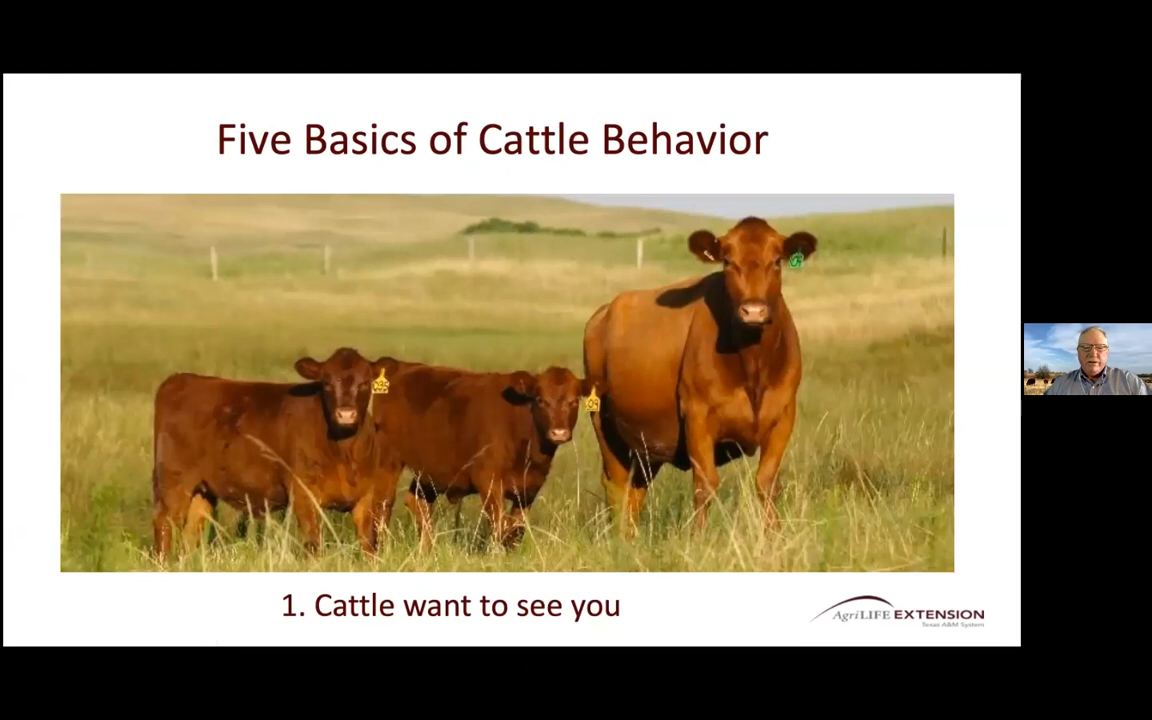 Five Basics of Cattle Behavior
1. Cattle want to see you
AgriLIFE EXTENSION
Texas A&M System